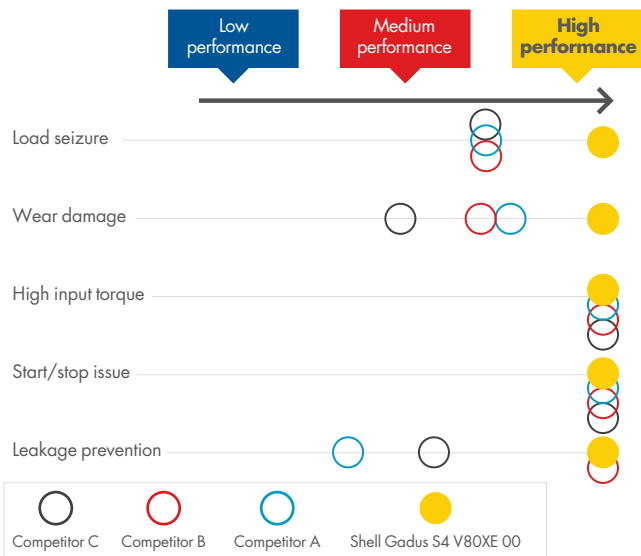 Low
performance
Medium
performance
High
performance
Load seizure
Wear damage
High input torque
Start/stop issue
Leakage prevention
Competitor C
Competitor B
Competitor A
Shell Gadus S4 V80XE 00